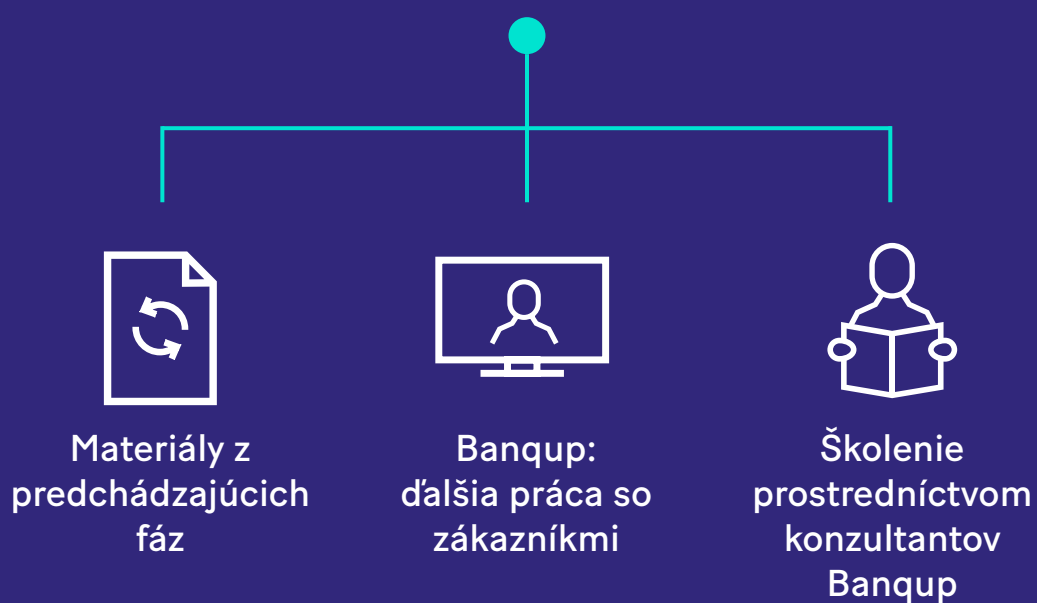 Materiály z
predchádzajúcich
fáz
Banqup:
ďalšia práca so
zákazníkmi
Školenie
prostredníctvom
konzultantov
Banqup